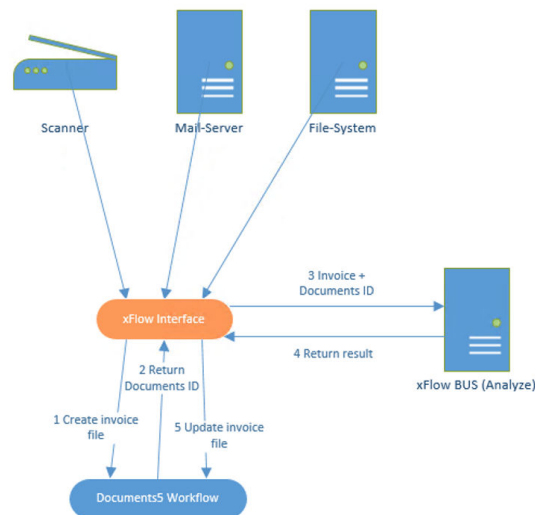 Scanner
Mail-Server
File-System
3 Invoice +
Documents ID
xFlow Interface
4 Return result
2 Return
Documents ID
xFlow BUS (Analyze)
1 Create invoice
file
5 Update invoice
file
Documents5 Workflow